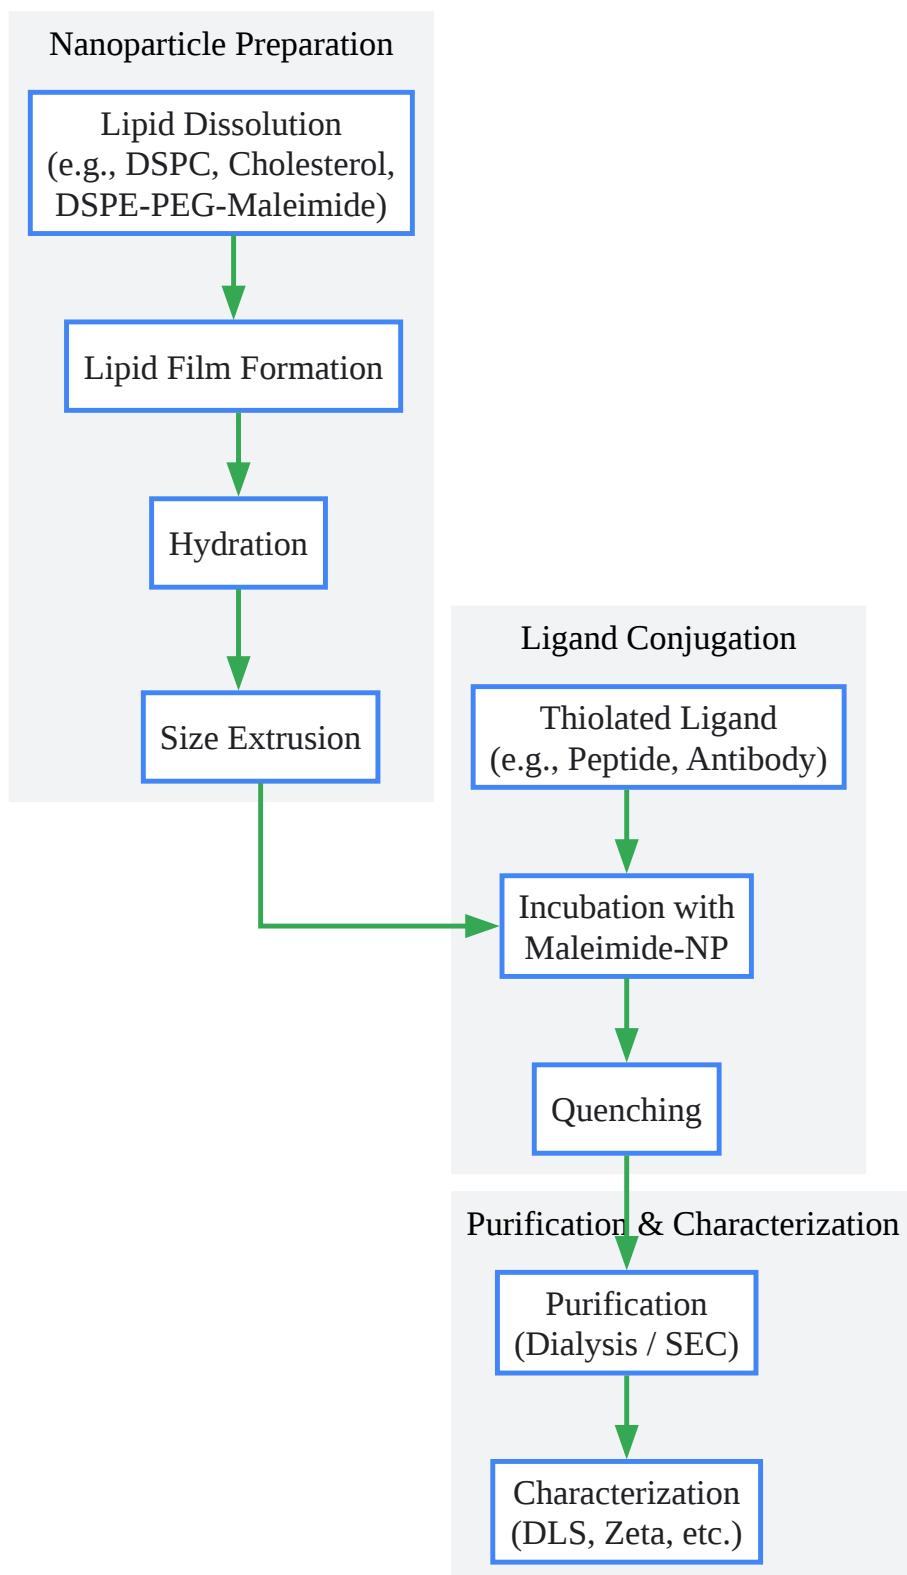 Nanoparticle Preparation
Lipid Dissolution
(e.g., DSPC, Cholesterol,
DSPE-PEG-Maleimide)
Lipid Film Formation
Hydration
Size Extrusion
Ligand Conjugation
Thiolated Ligand
(e.g., Peptide, Antibody)
Incubation with
Maleimide-NP
Quenching
Purification & Characterization
Purification
(Dialysis / SEC)
Characterization
(DLS, Zeta, etc.)